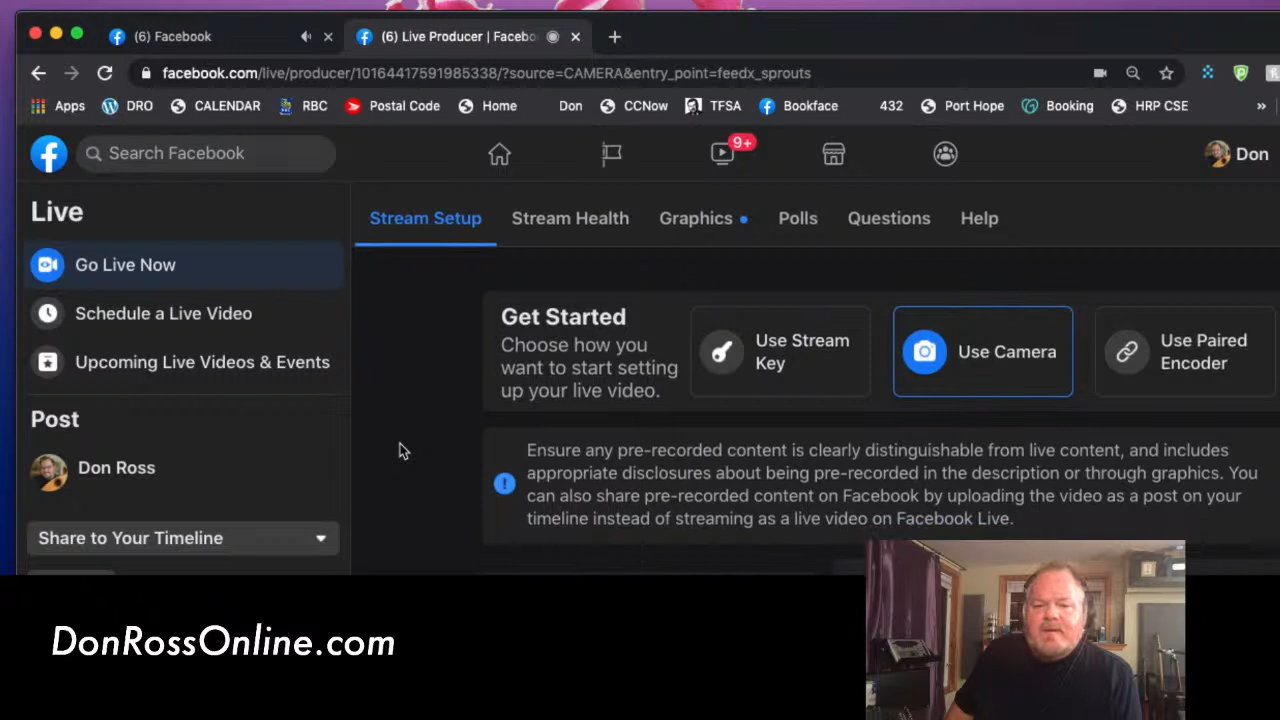 (6) Facebook
(6) Live Producer | Facebo
facebook.com/live/producer/10164417591985338/?source=CAMERA&entry_point=feedx_sprouts
Apps DRO CALENDAR RBC Postal Code Home Don CCNow TFSA Bookface 432 Port Hope Booking HRP CSE »
Search Facebook
9+
Don
Live
Go Live Now
Schedule a Live Video
Upcoming Live Videos & Events
Post
Don Ross
Share to Your Timeline
Stream Setup Stream Health Graphics Polls Questions Help
Get Started
Choose how you
want to start setting
up your live video.
Use Stream
Key
Use Camera
Use Paired
Encoder
Ensure any pre-recorded content is clearly distinguishable from live content, and includes
appropriate disclosures about being pre-recorded in the description or through graphics. You
can also share pre-recorded content on Facebook by uploading the video as a post on your
timeline instead of streaming as a live video on Facebook Live.
DonRossOnline.com